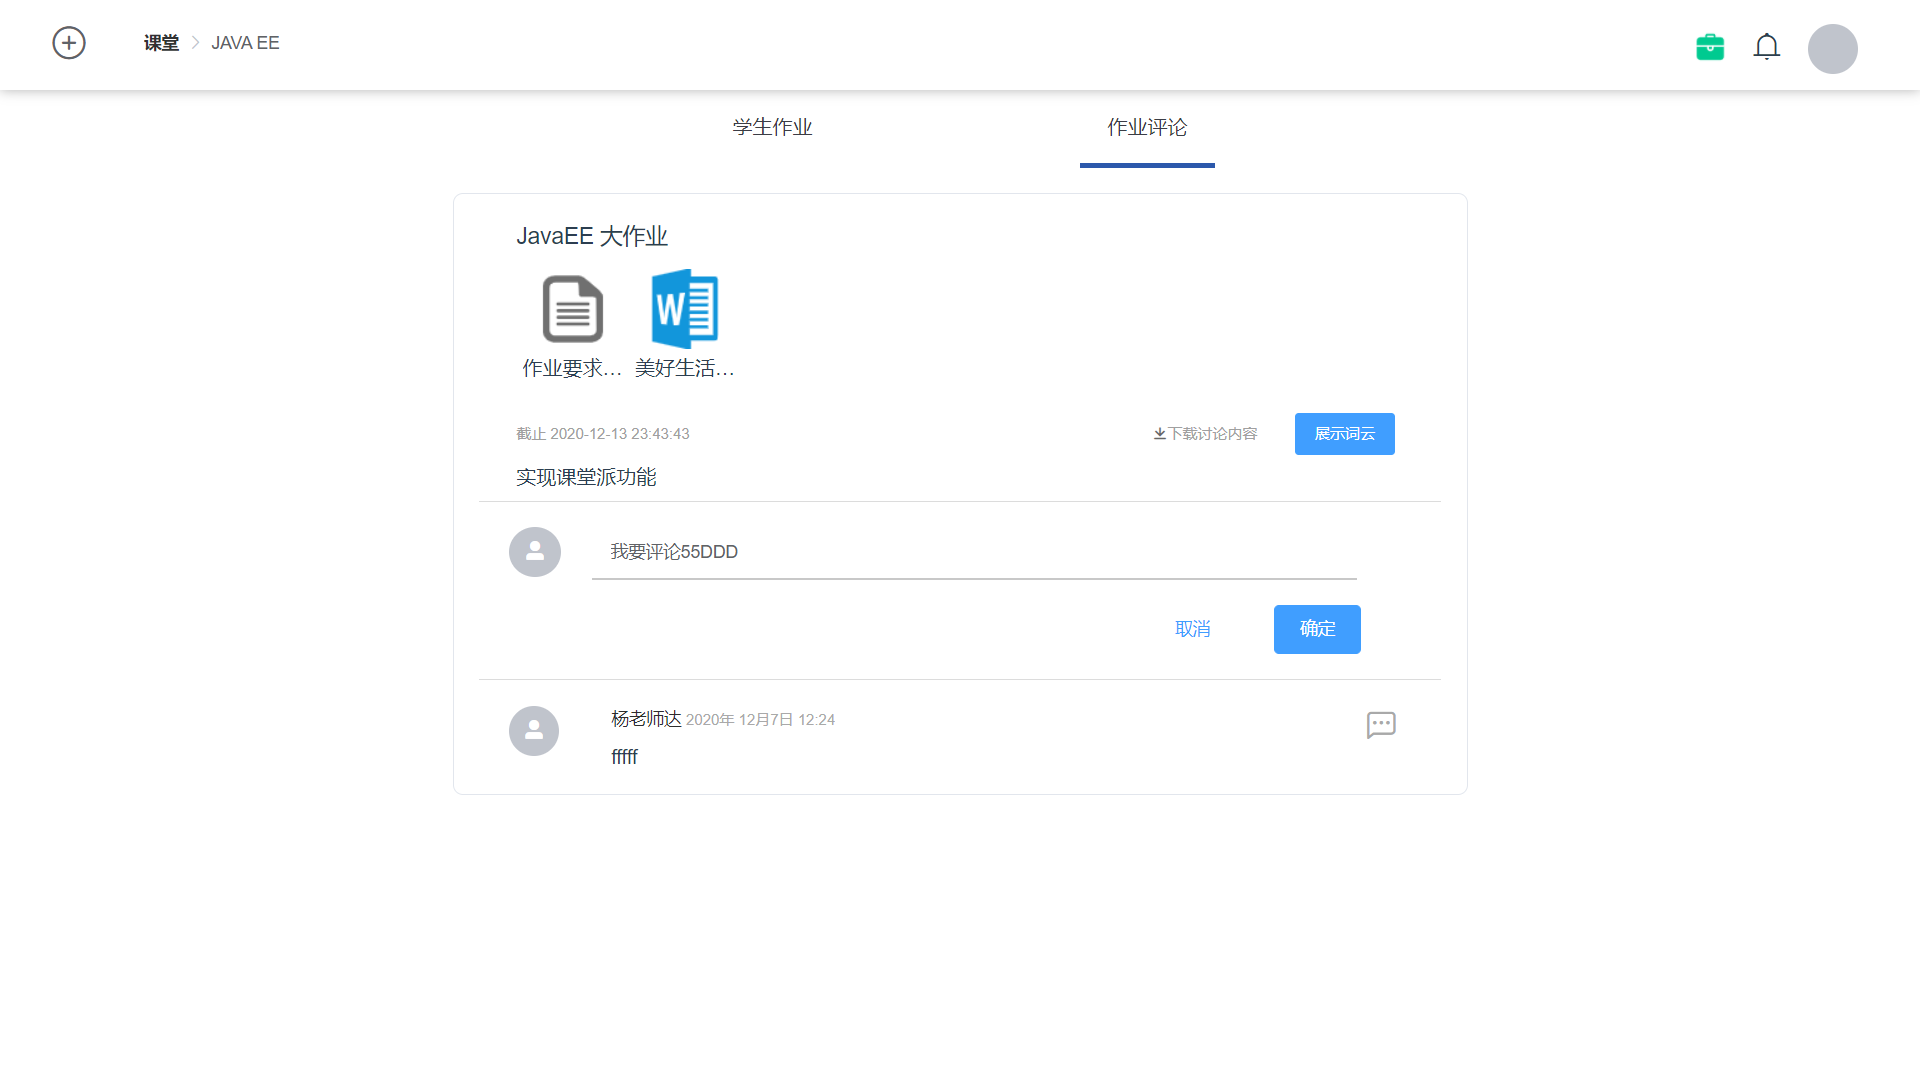 课堂 > JAVA EE
学生作业
作业评论
JavaEE 大作业
W
作业要求...
美好生活...
截止 2020-12-13 23:43:43
下载讨论内容
展示词云
实现课堂派功能
我要评论55DDD
取消
确定
杨老师达 2020年 12月7日 12:24
fffff